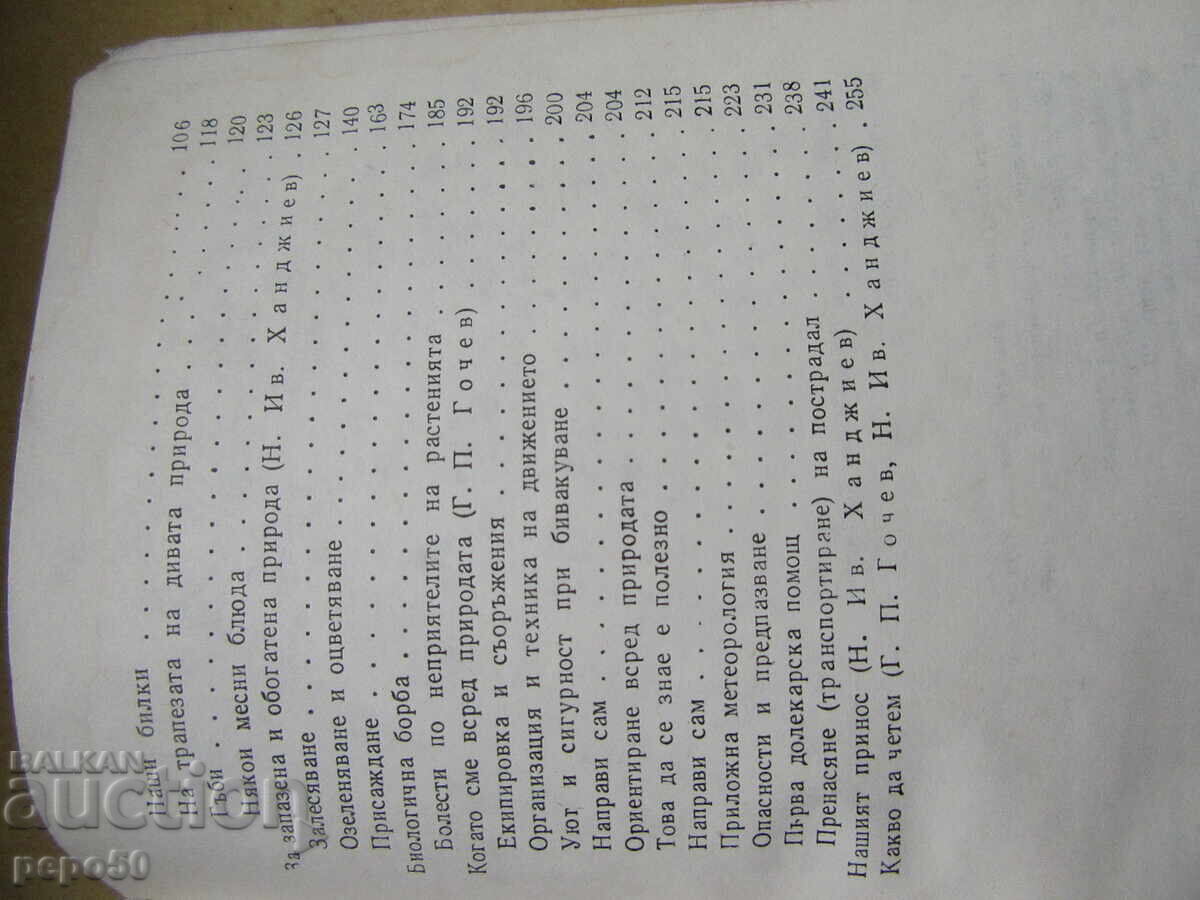 Наши билки . . . . . . . . . . . . 106
На трапезата на дивата природа . . . . . . 118
Гъби . . . . . . . . . . . . . . 120
Някои месни блюда . . . . . . . . . . 123
За запазена и обогатена природа (Н. Ив. Ханджиев) . 126
Залесяване . . . . . . . . . . . . 127
Озеленяване и оцветяване . . . . . . . . 140
Присаждане . . . . . . . . . . . . 163
Биологична борба . . . . . . . . . . 174
Болести по неприятелите на растенията . . . . 185
Когато сме всред природата (Г. П. Гочев) . . . . 192
Екипировка и съоръжения . . . . . . . . 192
Организация и техника на движението . . . . . 196
Уют и сигурност при бивакуване . . . . . . 200
Направи сам . . . . . . . . . . . . 204
Ориентиране всред природата . . . . . . . 204
Това да се знае е полезно . . . . . . . . 212
Направи сам . . . . . . . . . . . . 215
Приложна метеорология . . . . . . . . . 215
Опасности и предпазване . . . . . . . . 223
Първа долекарска помощ . . . . . . . . 231
Пренасяне (транспортиране) на пострадал . . . . 238
Нашият принос (Н. Ив. Ханджиев) . . . . . . 241
Какво да четем (Г. П. Гочев, Н. Ив. Ханджиев) . 255
BALKAN
auction
pepo50